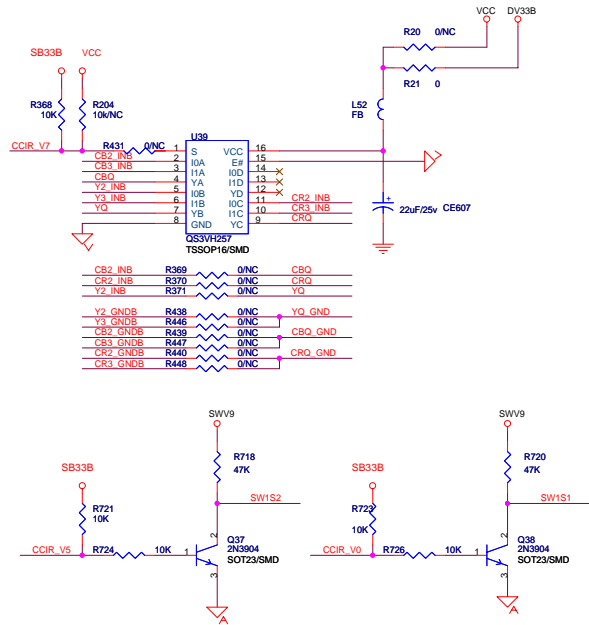 VCC DV33B
R20 0/NC
R21 0
SB33B VCC
R368 10K
R204 10k/NC
L52 FB
U39
CCIR_V7 R431 0/NC 1 S VCC 16
CB2_INB 2 I0A E# 15
CB3_INB 3 I1A I0D 14
CBQ 4 YA I1D 13
Y2_INB 5 I0B YD 12
Y3_INB 6 I1B I0C 11 CR2_INB
YQ 7 YB I1C 10 CR3_INB
8 GND YC 9 CRQ
QS3VH257
TSSOP16/SMD
+
22uF/25v CE607
CB2_INB R369 0/NC CBQ
CR2_INB R370 0/NC CRQ
Y2_INB R371 0/NC YQ
Y2_GNDB R438 0/NC YQ_GND
Y3_GNDB R446 0/NC
CB2_GNDB R439 0/NC CBQ_GND
CB3_GNDB R447 0/NC
CR2_GNDB R440 0/NC CRQ_GND
CR3_GNDB R448 0/NC
SWV9
R718
47K
SB33B
SW1S2
R721
10K
CCIR_V5 R724 10K 1
2
3
Q37
2N3904
SOT23/SMD
A
SWV9
R720
47K
SB33B
SW1S1
R723
10K
CCIR_V0 R726 10K 1
2
3
Q38
2N3904
SOT23/SMD
A